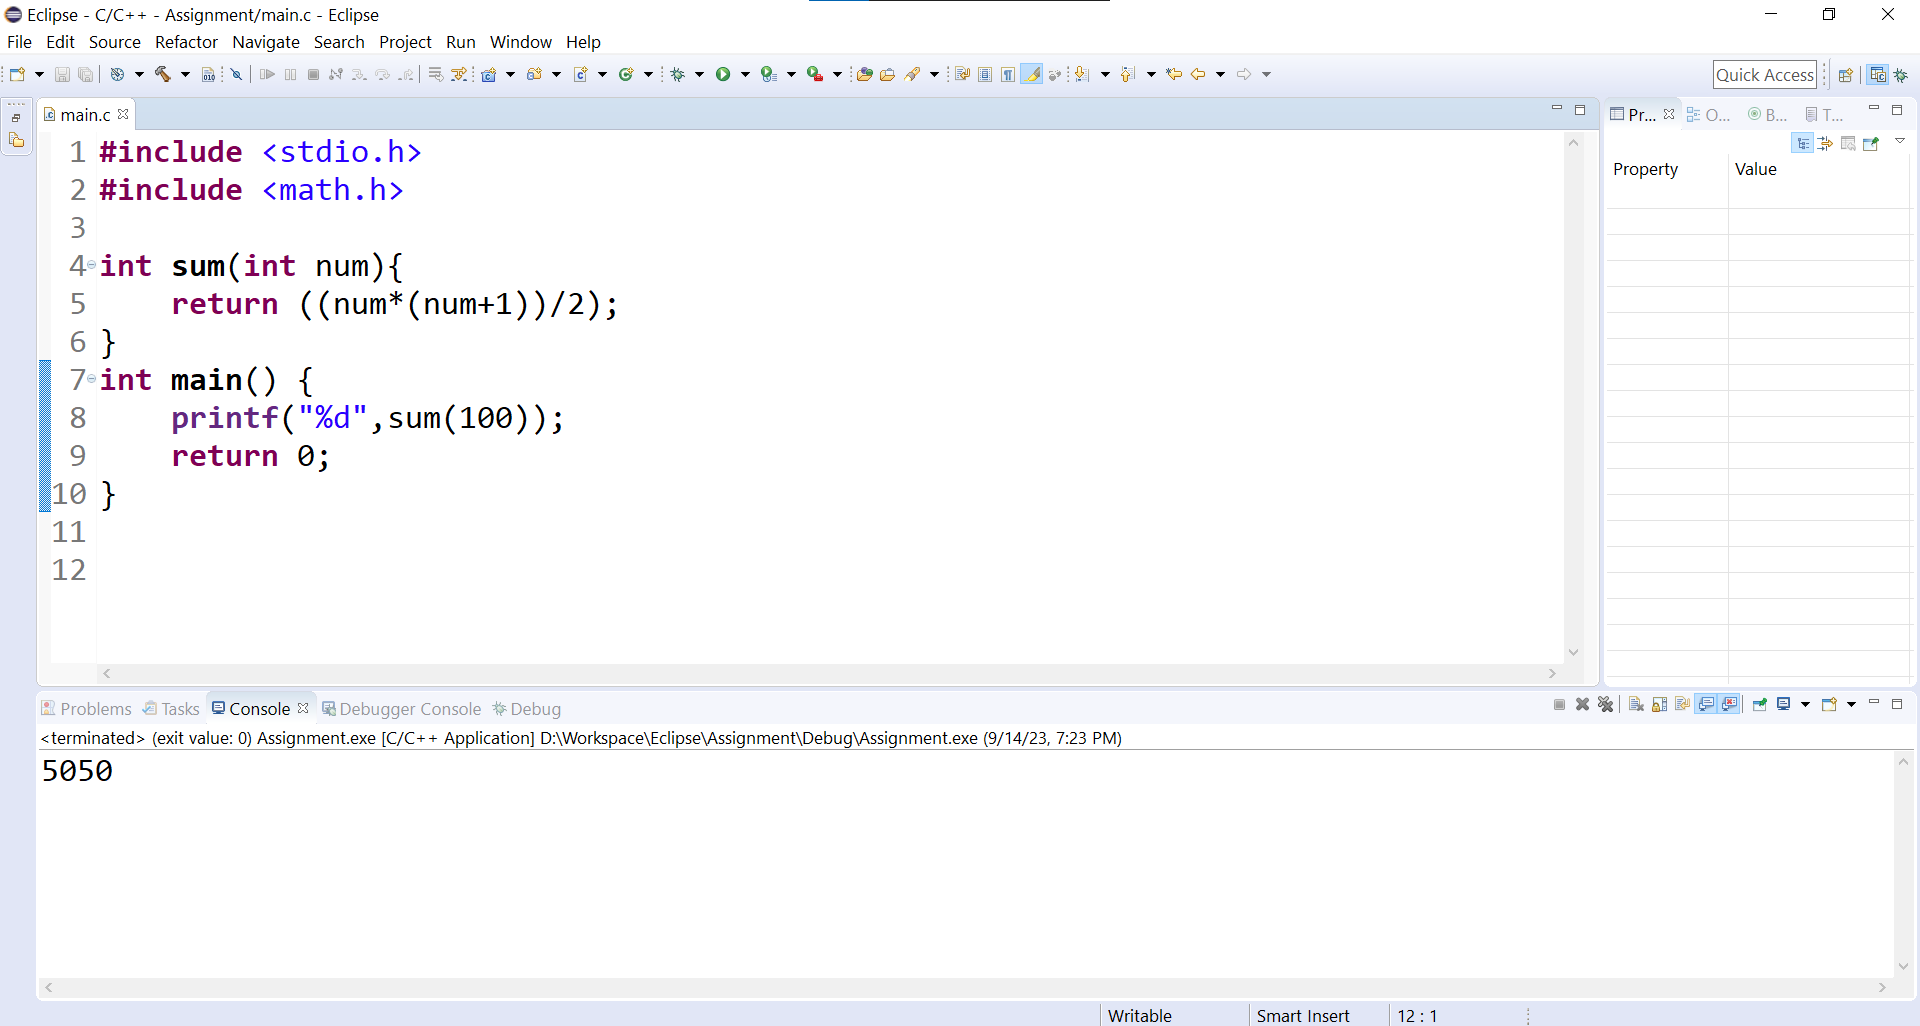 Eclipse - C/C++ - Assignment/main.c - Eclipse
File Edit Source Refactor Navigate Search Project Run Window Help
Quick Access
main.c
Pr... O... B... T...
Property Value
1 #include <stdio.h>
2 #include <math.h>
3
4 int sum(int num){
5     return ((num*(num+1))/2);
6 }
7 int main() {
8     printf("%d",sum(100));
9     return 0;
10 }
11
12
Problems Tasks Console Debugger Console Debug
<terminated> (exit value: 0) Assignment.exe [C/C++ Application] D:\Workspace\Eclipse\Assignment\Debug\Assignment.exe (9/14/23, 7:23 PM)
5050
Writable Smart Insert 12 : 1